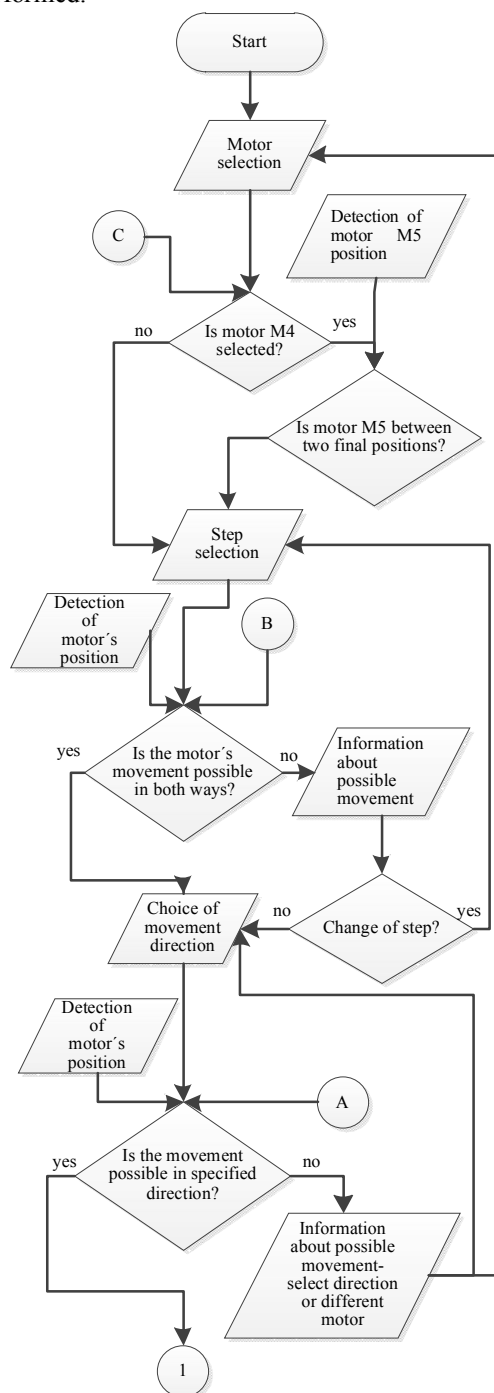 formed.
Start
Motor
selection
Detection of
motor M5
position
C
no
Is motor M4
selected?
yes
Is motor M5 between
two final positions?
Step
selection
Detection
of
motor´s
position
B
yes
Is the motor´s
movement possible
in both ways?
no
Information
about
possible
movement
Choice of
movement
direction
no
Change of step?
yes
Detection
of
motor´s
position
A
yes
Is the movement
possible in specified
direction?
no
Information
about possible
movement-
select direction
or different
motor
1